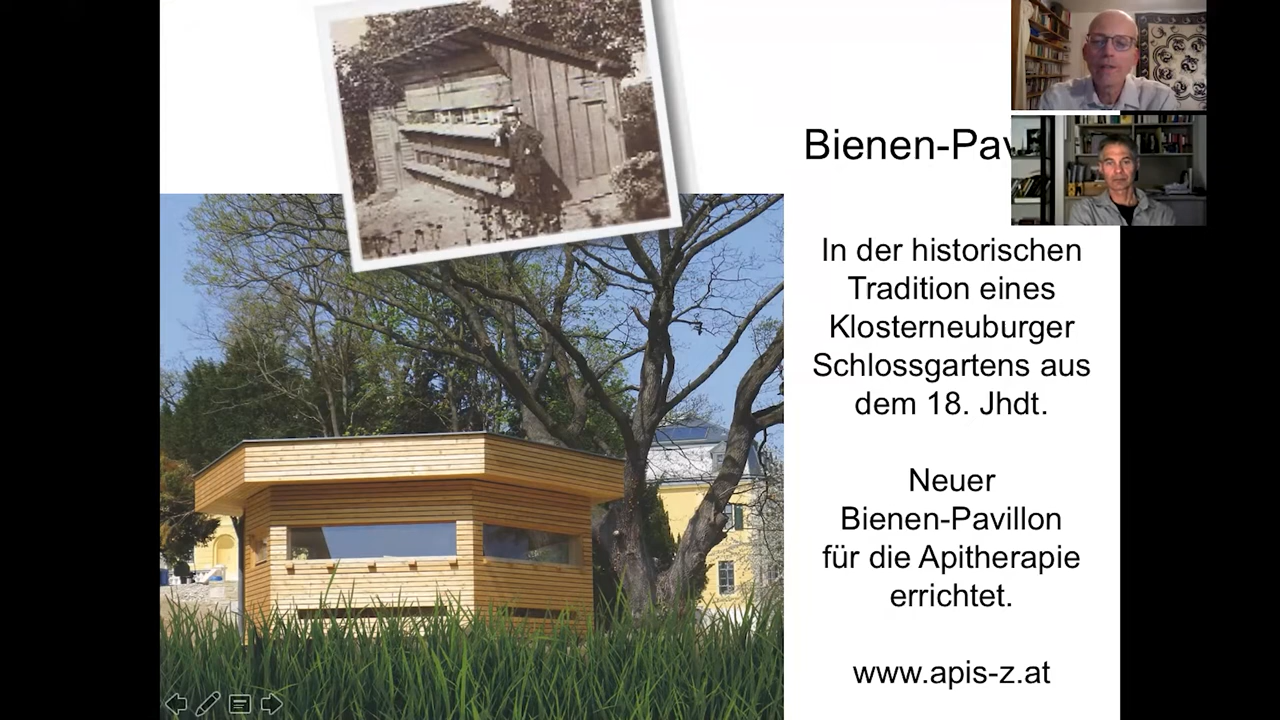 Bienen-Pav
In der historischen
Tradition eines
Klosterneuburger
Schlossgartens aus
dem 18. Jhdt.
Neuer
Bienen-Pavillon
für die Apitherapie
errichtet.
www.apis-z.at